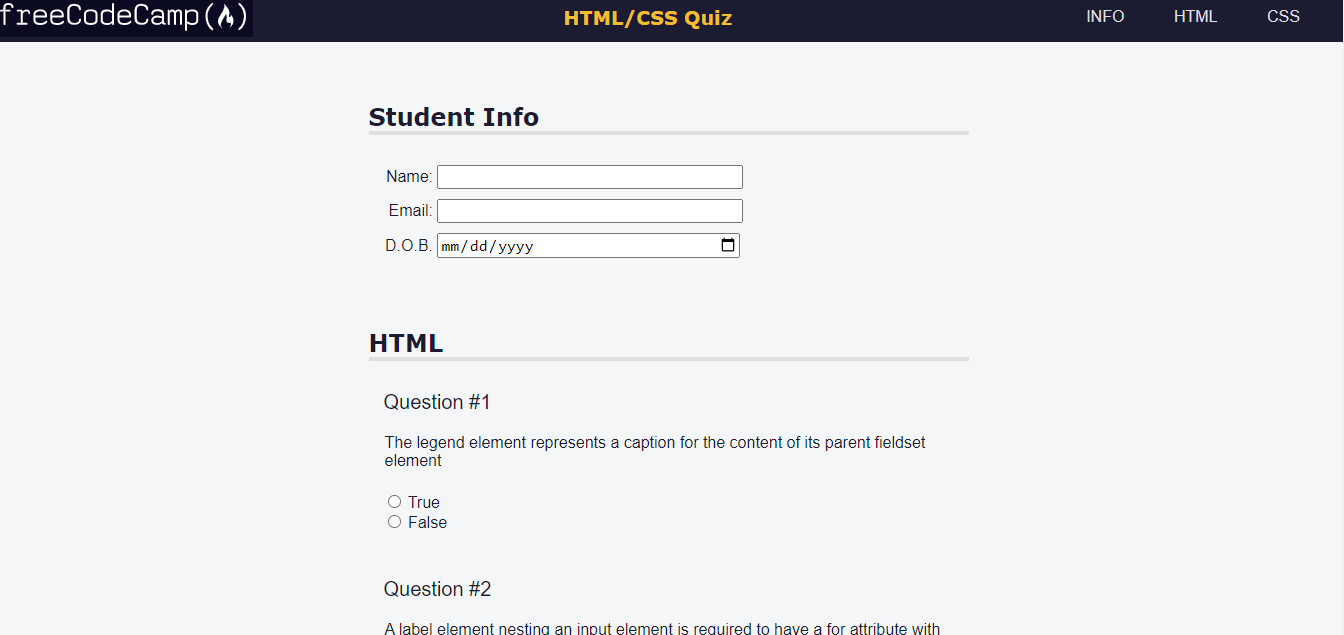 freeCodeCamp
HTML/CSS Quiz
INFO
HTML
CSS
Student Info
Name:
Email:
D.O.B.
mm/dd/yyyy
HTML
Question #1
The legend element represents a caption for the content of its parent fieldset
element
True
False
Question #2
A label element nesting an input element is required to have a for attribute with